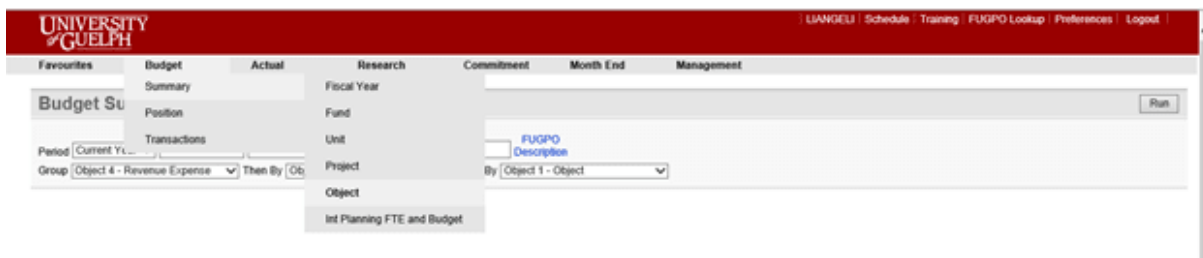 UNIVERSITY
of GUELPH
LIANGELI | Schedule | Training | FUGPO Lookup | Preferences | Logout
Favourites Budget Actual Research Commitment Month End Management
Summary Fiscal Year
Budget Su Run
Position Fund
Transactions Unit FUGPO
Period Current Description
Project
Group Object 4 - Revenue Expense Then By Obj By Object 1 - Object
Object
Int Planning FTE and Budget